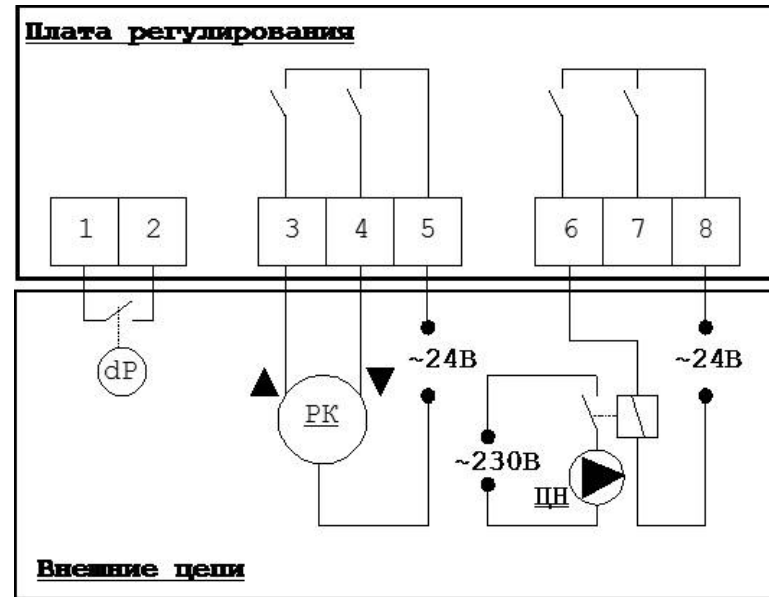 Плата регулирования
1 2 3 4 5 6 7 8
dP
РК
~24В
~24В
~230В
ЦН
Внешние цепи